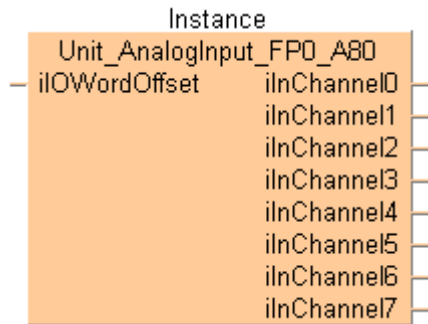 Instance
Unit_AnalogInput_FP0_A80
iIOWordOffset iInChannel0
iInChannel1
iInChannel2
iInChannel3
iInChannel4
iInChannel5
iInChannel6
iInChannel7